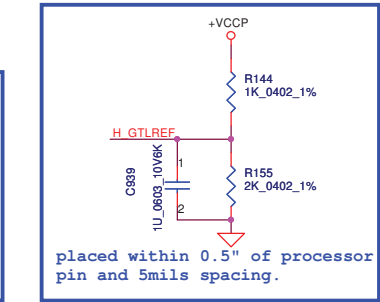 +VCCP
R144
1K_0402_1%
H_GTLREF
C939
1U_0603_10V6K
1
2
R155
2K_0402_1%
placed within 0.5" of processor
pin and 5mils spacing.